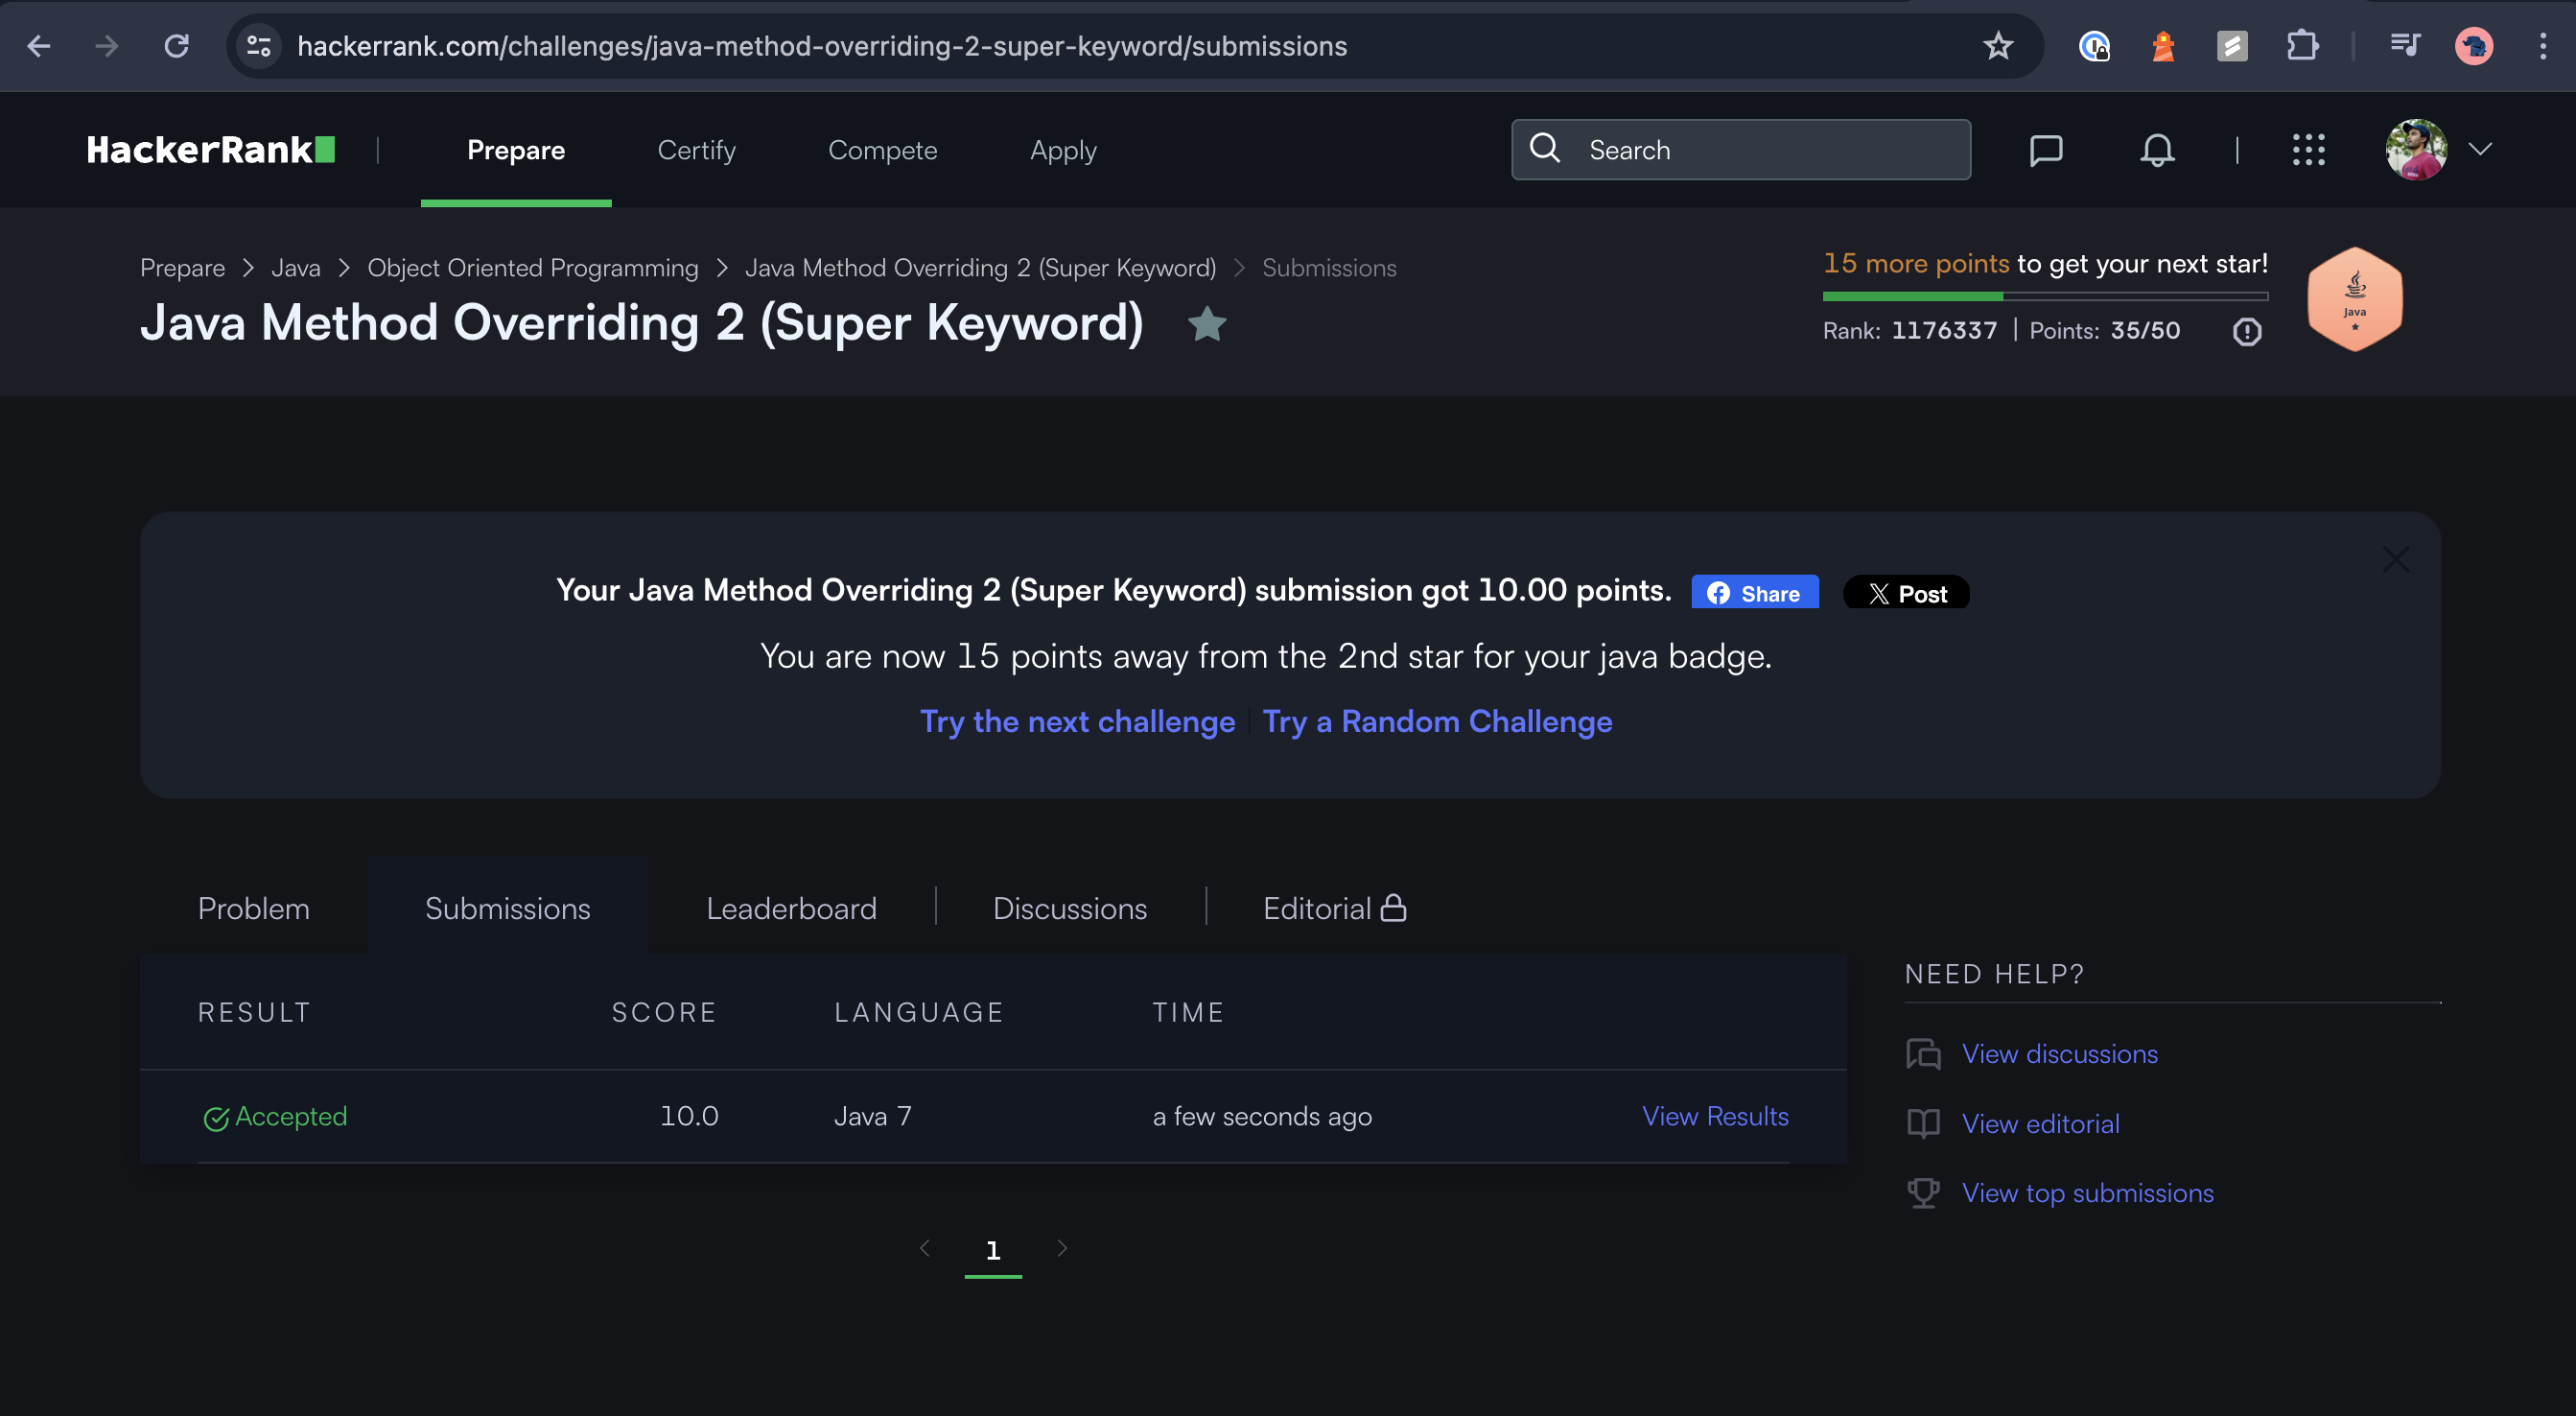 hackerrank.com/challenges/java-method-overriding-2-super-keyword/submissions
HackerRank
Prepare
Certify
Compete
Apply
Search
Prepare > Java > Object Oriented Programming > Java Method Overriding 2 (Super Keyword) > Submissions
Java Method Overriding 2 (Super Keyword)
15 more points to get your next star!
Rank: 1176337 | Points: 35/50
Java
Your Java Method Overriding 2 (Super Keyword) submission got 10.00 points.
Share
Post
You are now 15 points away from the 2nd star for your java badge.
Try the next challenge
Try a Random Challenge
Problem
Submissions
Leaderboard
Discussions
Editorial
RESULT
SCORE
LANGUAGE
TIME
Accepted
10.0
Java 7
a few seconds ago
View Results
1
NEED HELP?
View discussions
View editorial
View top submissions